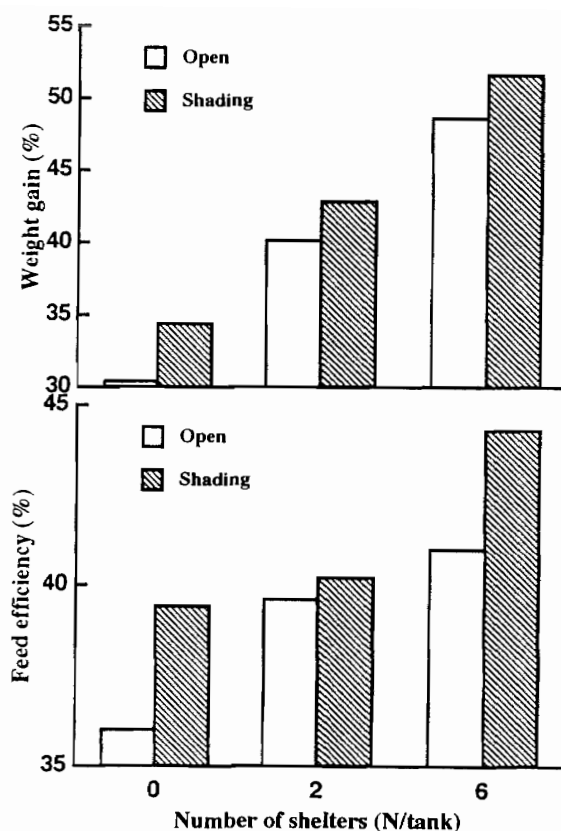 55
50
45
40
35
30
Weight gain (%)
Open
Shading
45
40
35
Feed efficiency (%)
Open
Shading
0 2 6
Number of shelters (N/tank)